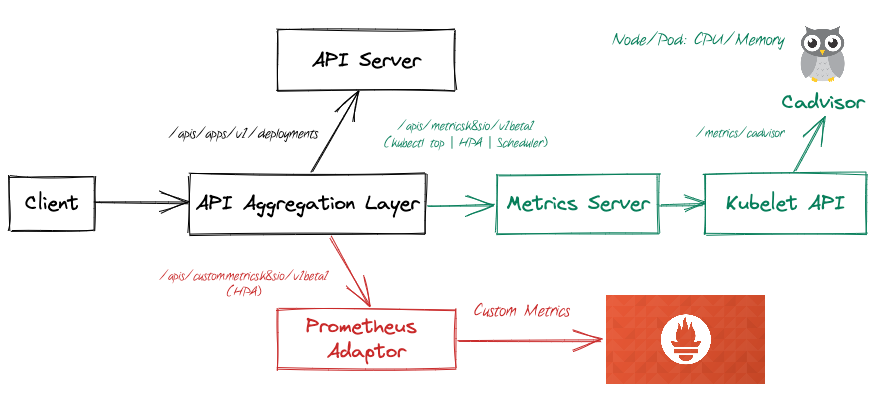 Node/Pod: CPU/Memory
API Server
Cadvisor
/apis/apps/v1/deployments
/apis/metricsk8sio/v1beta1
(kubectl top | HPA | Scheduler)
/metrics/cadvisor
Client
API Aggregation Layer
Metrics Server
Kubelet API
/apis/custommetricsk8sio/v1beta1
(HPA)
Prometheus
Adaptor
Custom Metrics